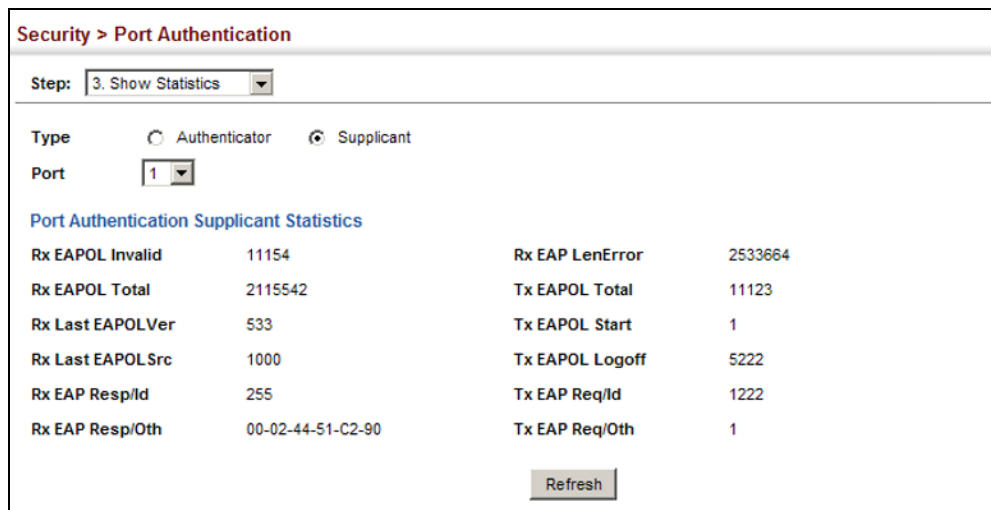 Security > Port Authentication
Step: 3. Show Statistics
Type Authenticator Supplicant
Port 1
Port Authentication Supplicant Statistics
Rx EAPOL Invalid 11154 Rx EAP LenError 2533664
Rx EAPOL Total 2115542 Tx EAPOL Total 11123
Rx Last EAPOLVer 533 Tx EAPOL Start 1
Rx Last EAPOLSrc 1000 Tx EAPOL Logoff 5222
Rx EAP Resp/Id 255 Tx EAP Req/Id 1222
Rx EAP Resp/Oth 00-02-44-51-C2-90 Tx EAP Req/Oth 1
Refresh